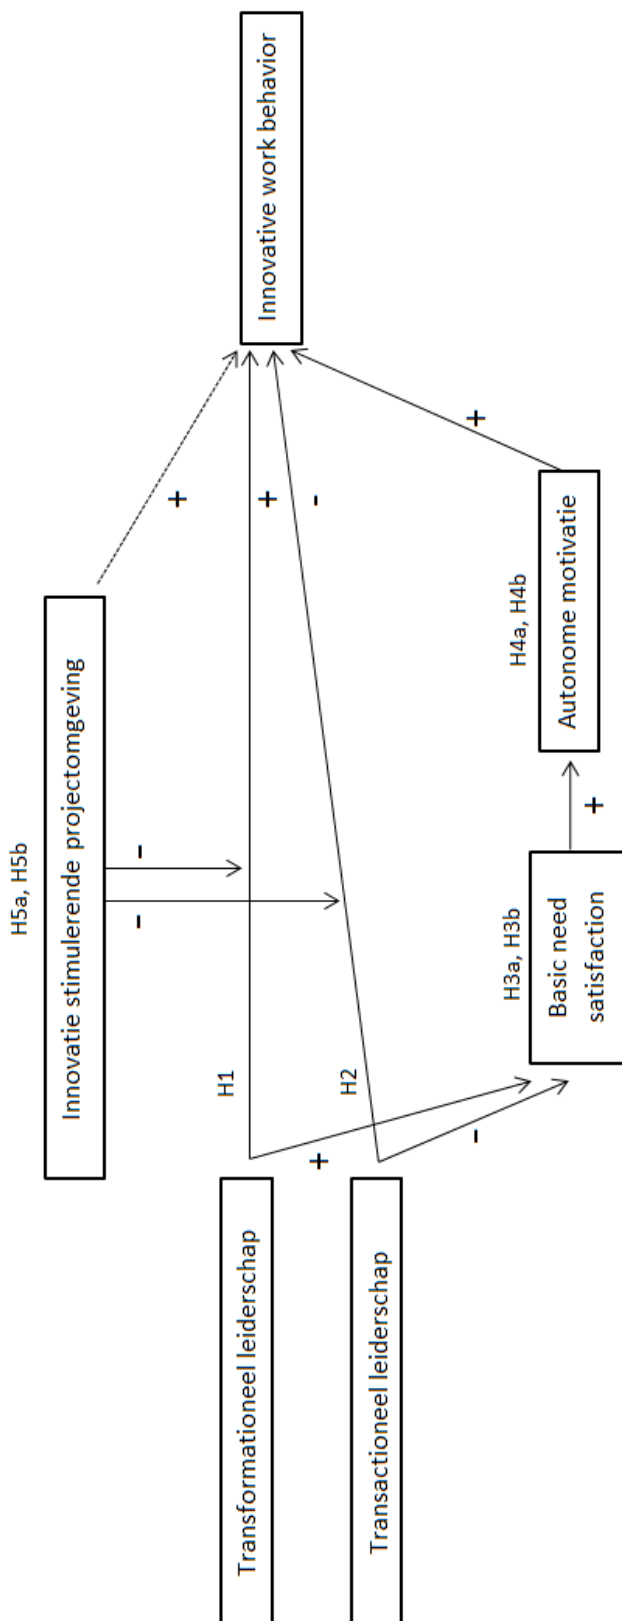 H5a, H5b
Innovatie stimulerende projectomgeving
-
-
+
H1
Transformationeel leiderschap
+
Innovative work behavior
H2
-
Transactioneel leiderschap
+
-
H3a, H3b
Basic need
satisfaction
+
H4a, H4b
Autonome motivatie
+